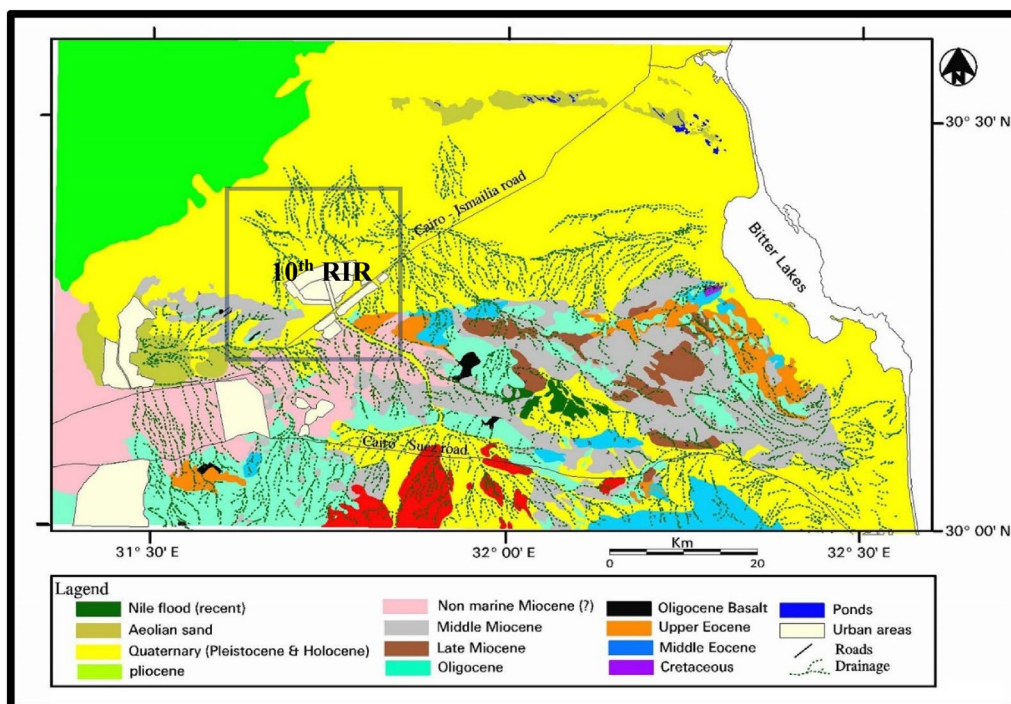 N
30° 30' N
Cairo - Ismailia road
Bitter Lakes
10th RIR
Cairo - Suez road
30° 00' N
31° 30' E
32° 00' E
32° 30' E
Km
0
20
Lagend
Nile flood (recent)
Aeolian sand
Quaternary (Pleistocene & Holocene)
pliocene
Non marine Miocene (?)
Middle Miocene
Late Miocene
Oligocene
Oligocene Basalt
Upper Eocene
Middle Eocene
Cretaceous
Ponds
Urban areas
Roads
Drainage